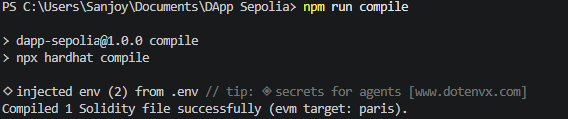 PS C:\Users\Sanjoy\Documents\DApp Sepolia> npm run compile
> dapp-sepolia@1.0.0 compile
> npx hardhat compile
◇ injected env (2) from .env // tip: ◈ secrets for agents [www.dotenvx.com]
Compiled 1 Solidity file successfully (evm target: paris).